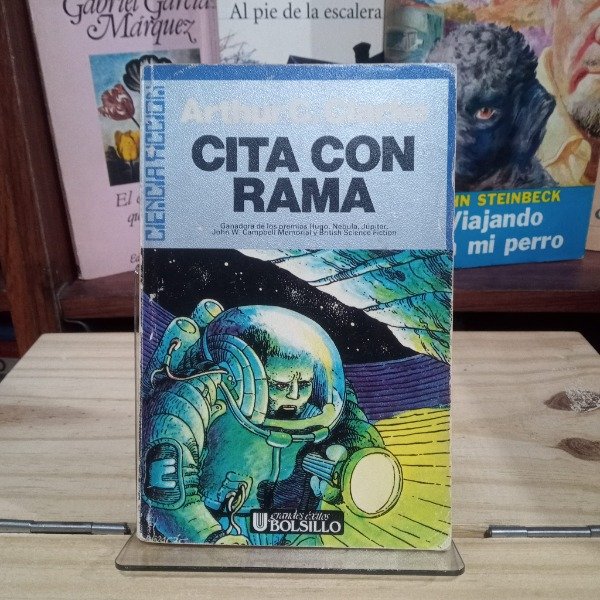 Gabriel García
Márquez
El
Al pie de la escalera
CIENCIA FICCION
Arthur C. Clarke
CITA CON
RAMA
Ganadora de los premios Hugo, Nebula, Júpiter,
John W. Campbell Memorial y British Science Fiction
grandes éxitos
BOLSILLO
STEINBECK
Viajando
mi perro